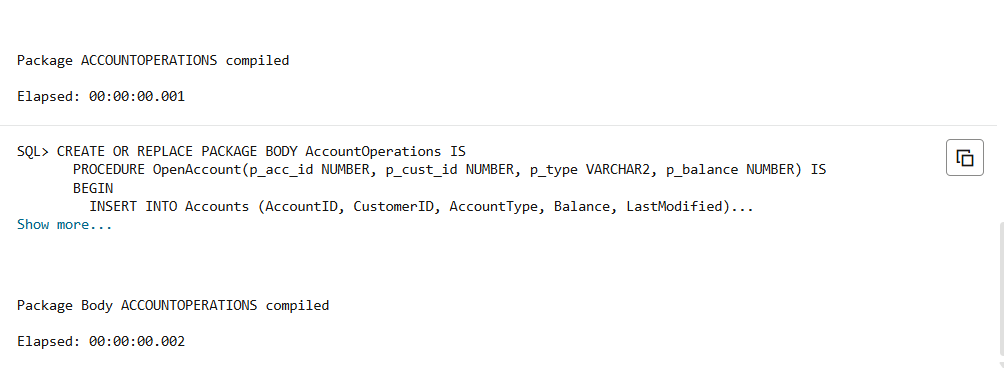 Package ACCOUNTOPERATIONS compiled
Elapsed: 00:00:00.001
SQL> CREATE OR REPLACE PACKAGE BODY AccountOperations IS
PROCEDURE OpenAccount(p_acc_id NUMBER, p_cust_id NUMBER, p_type VARCHAR2, p_balance NUMBER) IS
BEGIN
INSERT INTO Accounts (AccountID, CustomerID, AccountType, Balance, LastModified)...
Show more...
Package Body ACCOUNTOPERATIONS compiled
Elapsed: 00:00:00.002